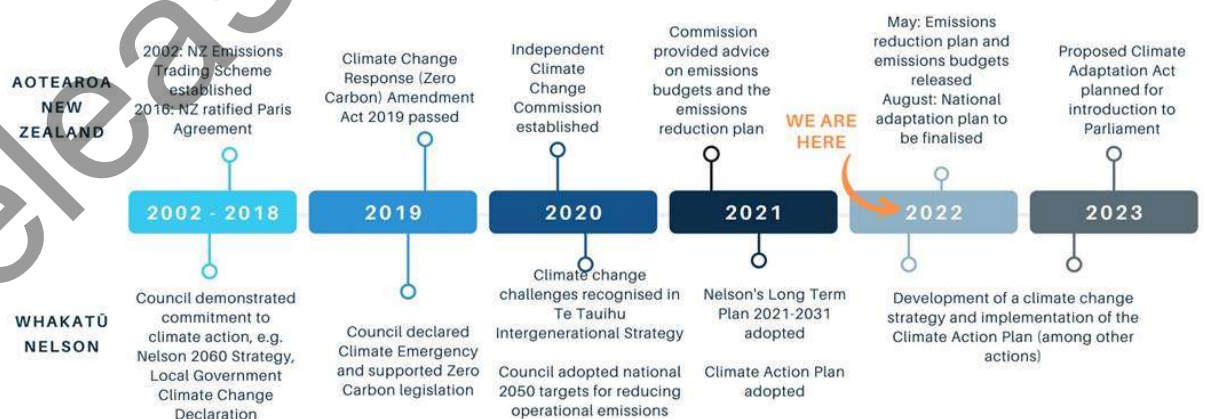 AOTEAROA
NEW
ZEALAND
2002: NZ Emissions
Trading Scheme
established
2016: NZ ratified Paris
Agreement
Climate Change
Response (Zero
Carbon) Amendment
Act 2019 passed
Independent
Climate
Change
Commission
established
Commission
provided advice
on emissions
budgets and the
emissions
reduction plan
WE ARE
HERE
May: Emissions
reduction plan and
emissions budgets
released
August: National
adaptation plan to
be finalised
Proposed Climate
Adaptation Act
planned for
introduction to
Parliament
2002 - 2018
2019
2020
2021
2022
2023
WHAKATŪ
NELSON
Council demonstrated
commitment to
climate action, e.g.
Nelson 2060 Strategy,
Local Government
Climate Change
Declaration
Council declared
Climate Emergency
and supported Zero
Carbon legislation
Climate change
challenges recognised in
Te Tauihu
Intergenerational Strategy
Council adopted national
2050 targets for reducing
operational emissions
Nelson's Long Term
Plan 2021-2031
adopted
Climate Action Plan
adopted
Development of a climate change
strategy and implementation of the
Climate Action Plan (among other
actions)